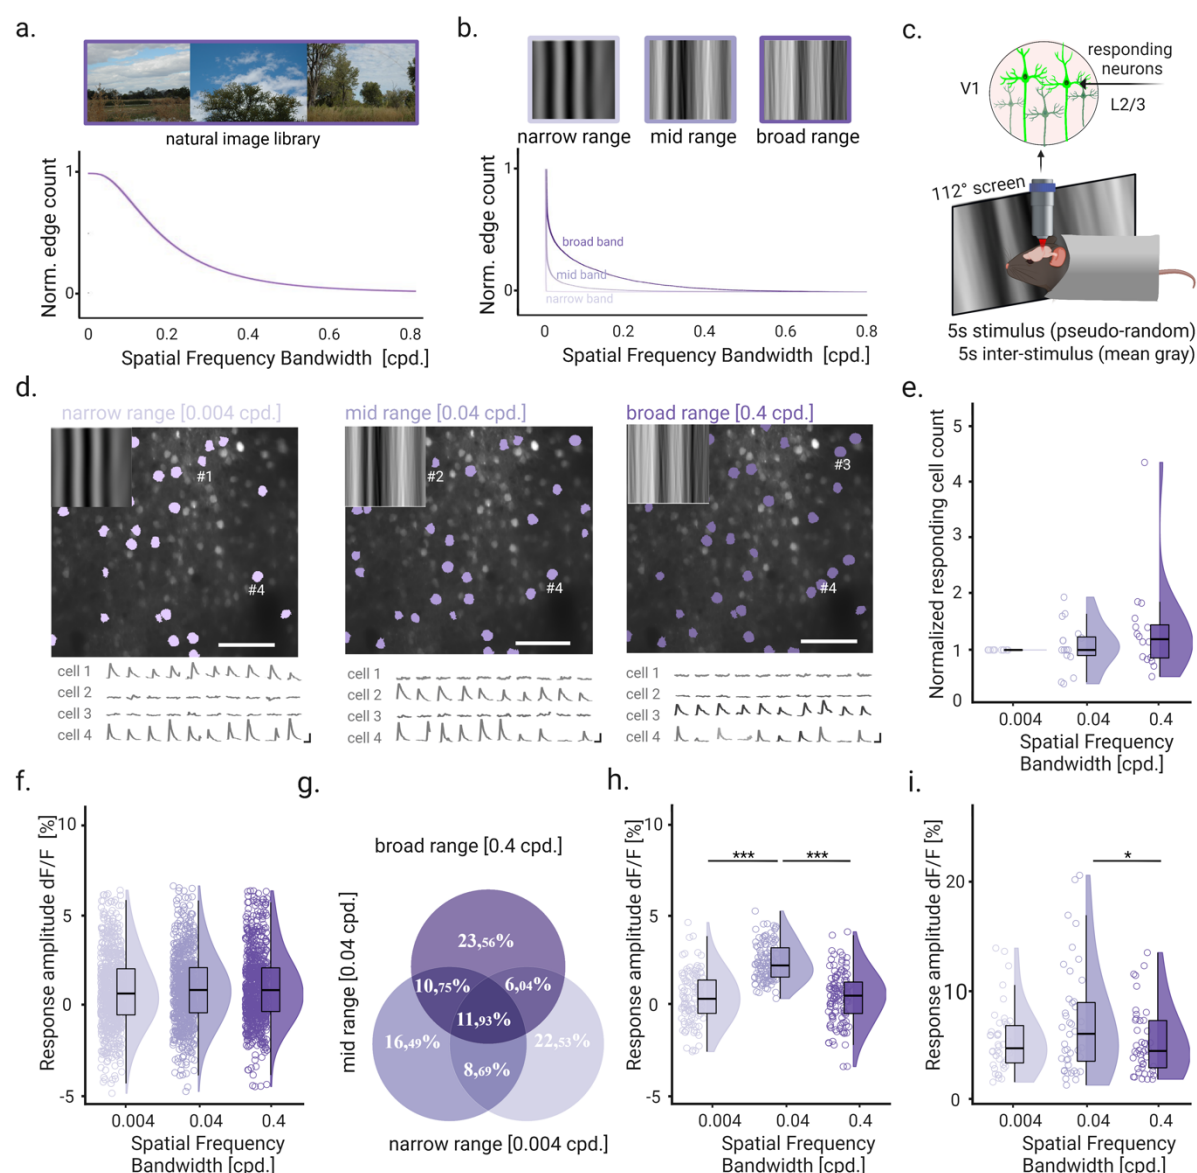 a.
natural image library
Norm. edge count
1
0
0
0.2
0.4
0.6
0.8
Spatial Frequency Bandwidth [cpd.]
b.
narrow range
mid range
broad range
Norm. edge count
1
0
broad band
mid band
narrow band
0
0.2
0.4
0.6
0.8
Spatial Frequency Bandwidth [cpd.]
c.
responding
neurons
V1
L2/3
112° screen
5s stimulus (pseudo-random)
5s inter-stimulus (mean gray)
d.
narrow range [0.004 cpd.]
#1
#4
cell 1
cell 2
cell 3
cell 4
mid range [0.04 cpd.]
#2
#4
cell 1
cell 2
cell 3
cell 4
broad range [0.4 cpd.]
#3
#4
cell 1
cell 2
cell 3
cell 4
e.
Normalized responding cell count
5
4
3
2
1
0
0.004
0.04
0.4
Spatial Frequency
Bandwidth [cpd.]
f.
Response amplitude dF/F [%]
10
5
0
-5
0.004
0.04
0.4
Spatial Frequency
Bandwidth [cpd.]
g.
broad range [0.4 cpd.]
mid range [0.04 cpd.]
23,56%
10,75%
6,04%
11,93%
16,49%
22,53%
8,69%
narrow range [0.004 cpd.]
h.
Response amplitude dF/F [%]
10
5
0
-5
***
***
0.004
0.04
0.4
Spatial Frequency
Bandwidth [cpd.]
i.
Response amplitude dF/F [%]
20
10
0
*
0.004
0.04
0.4
Spatial Frequency
Bandwidth [cpd.]